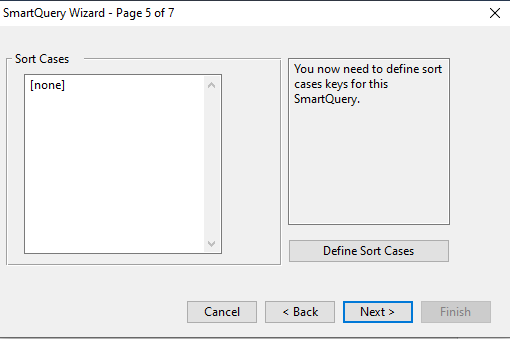 SmartQuery Wizard - Page 5 of 7
Sort Cases
[none]
You now need to define sort
cases keys for this
SmartQuery.
Define Sort Cases
Cancel
< Back
Next >
Finish